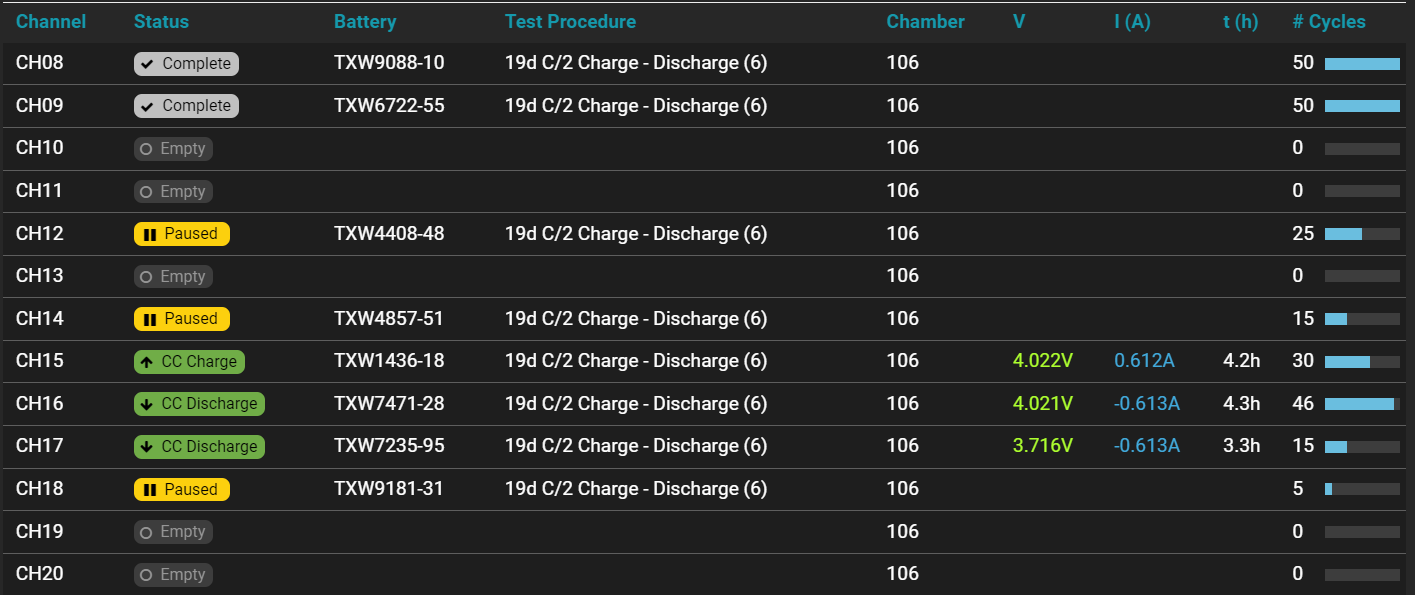 Channel Status Battery Test Procedure Chamber V I (A) t (h) # Cycles
CH08 Complete TXW9088-10 19d C/2 Charge - Discharge (6) 106 50
CH09 Complete TXW6722-55 19d C/2 Charge - Discharge (6) 106 50
CH10 Empty 106 0
CH11 Empty 106 0
CH12 Paused TXW4408-48 19d C/2 Charge - Discharge (6) 106 25
CH13 Empty 106 0
CH14 Paused TXW4857-51 19d C/2 Charge - Discharge (6) 106 15
CH15 CC Charge TXW1436-18 19d C/2 Charge - Discharge (6) 106 4.022V 0.612A 4.2h 30
CH16 CC Discharge TXW7471-28 19d C/2 Charge - Discharge (6) 106 4.021V -0.613A 4.3h 46
CH17 CC Discharge TXW7235-95 19d C/2 Charge - Discharge (6) 106 3.716V -0.613A 3.3h 15
CH18 Paused TXW9181-31 19d C/2 Charge - Discharge (6) 106 5
CH19 Empty 106 0
CH20 Empty 106 0